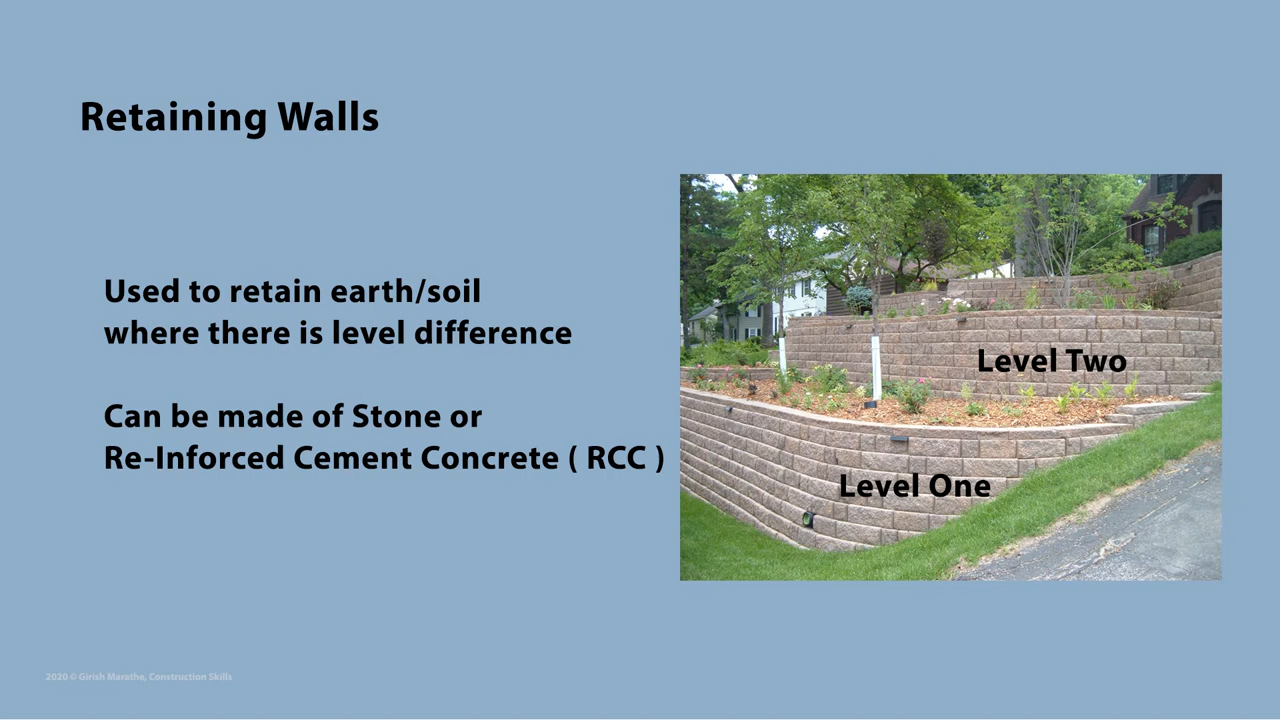 Retaining Walls
Used to retain earth/soil
where there is level difference
Can be made of Stone or
Re-Inforced Cement Concrete ( RCC )
Level Two
Level One
2020 © Girish Marathe, Construction Skills